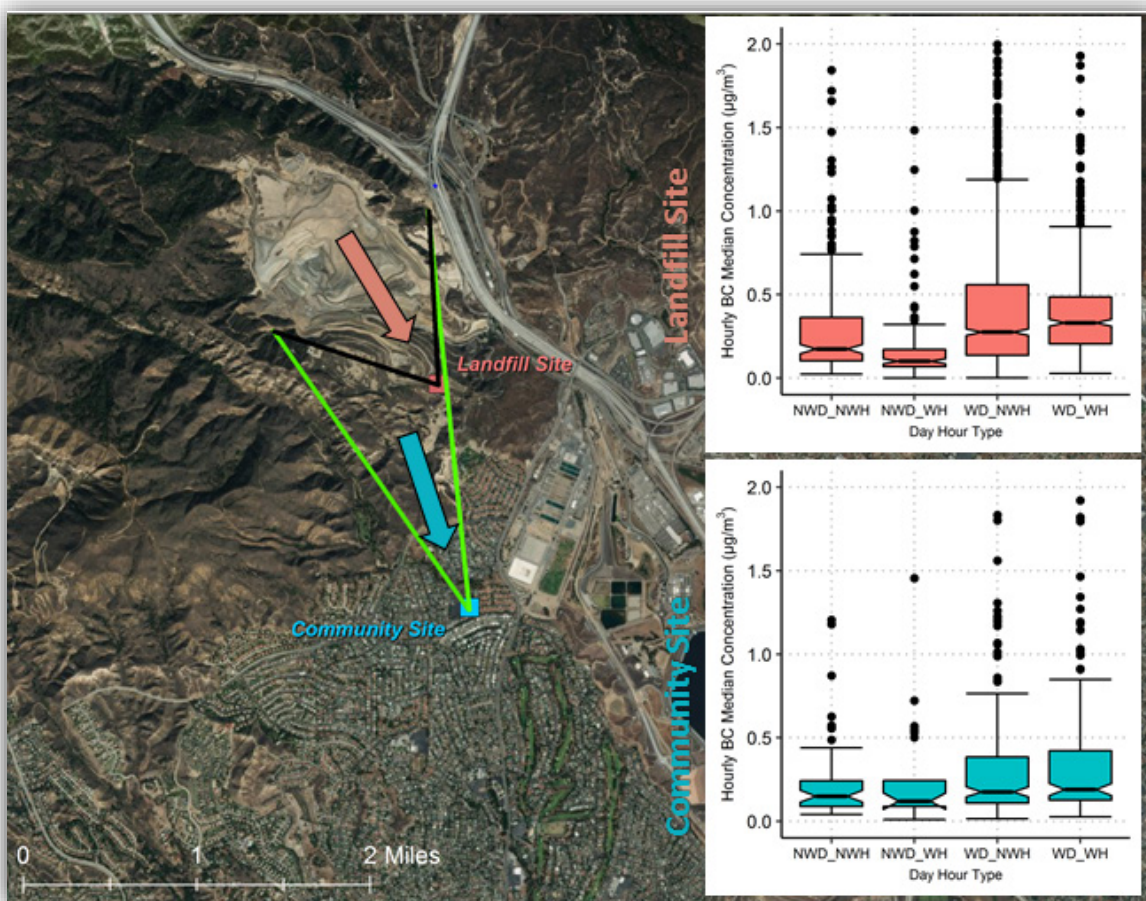 Landfill Site
Community Site
0 1 2 Miles
Landfill Site
Hourly BC Median Concentration (µg/m³)
2.0
1.5
1.0
0.5
0.0
NWD_NWH NWD_WH WD_NWH WD_WH
Day Hour Type
Community Site
Hourly BC Median Concentration (µg/m³)
2.0
1.5
1.0
0.5
0.0
NWD_NWH NWD_WH WD_NWH WD_WH
Day Hour Type